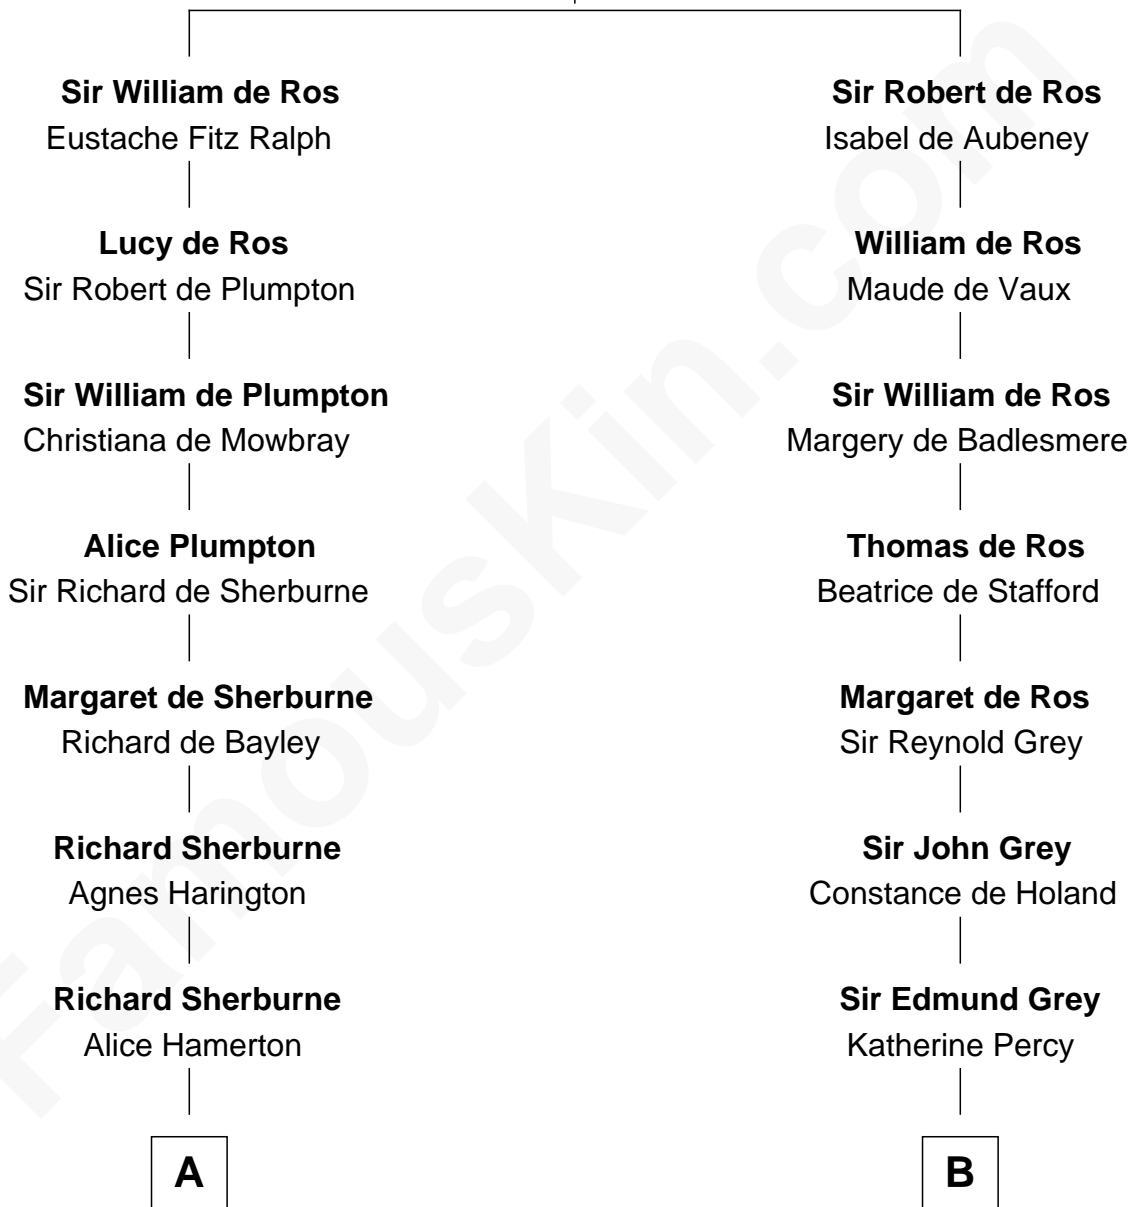 Sir William de Ros
Eustache Fitz Ralph
Lucy de Ros
Sir Robert de Plumpton
Sir William de Plumpton
Christiana de Mowbray
Alice Plumpton
Sir Richard de Sherburne
Margaret de Sherburne
Richard de Bayley
Richard Sherburne
Agnes Harington
Richard Sherburne
Alice Hamerton
A
Sir Robert de Ros
Isabel de Aubeney
William de Ros
Maude de Vaux
Sir William de Ros
Margery de Badlesmere
Thomas de Ros
Beatrice de Stafford
Margaret de Ros
Sir Reynold Grey
Sir John Grey
Constance de Holand
Sir Edmund Grey
Katherine Percy
B
FamousKin.com